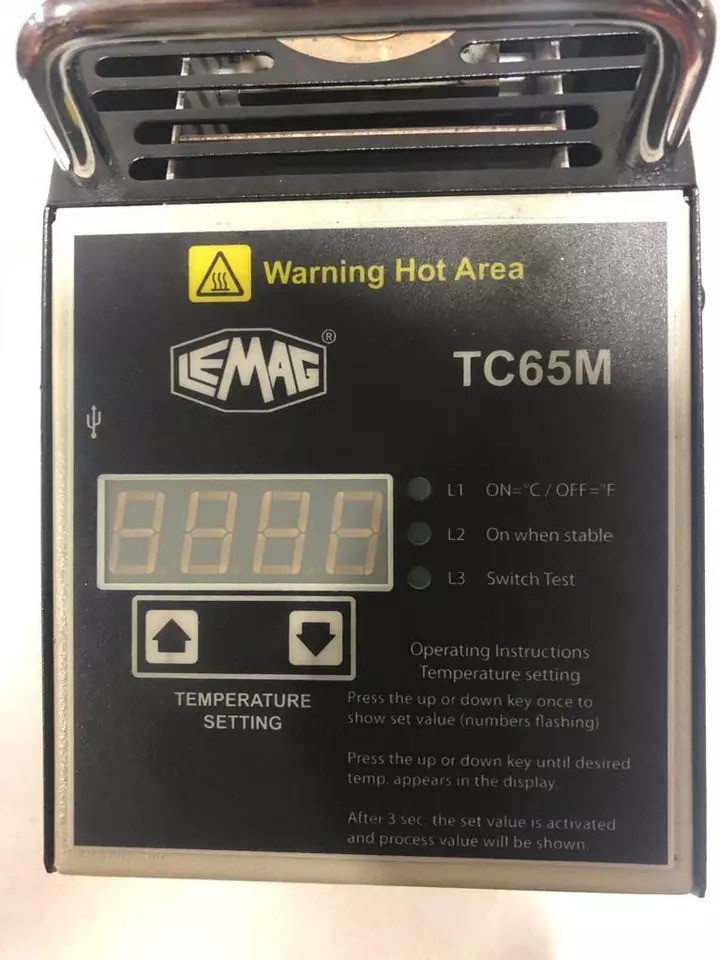 Warning Hot Area
LEMAG®
TC65M
L1 ON=°C / OFF=°F
L2 On when stable
L3 Switch Test
TEMPERATURE
SETTING
Operating Instructions
Temperature setting
Press the up or down key once to
show set value (numbers flashing)
Press the up or down key until desired
temp. appears in the display.
After 3 sec. the set value is activated
and process value will be shown.